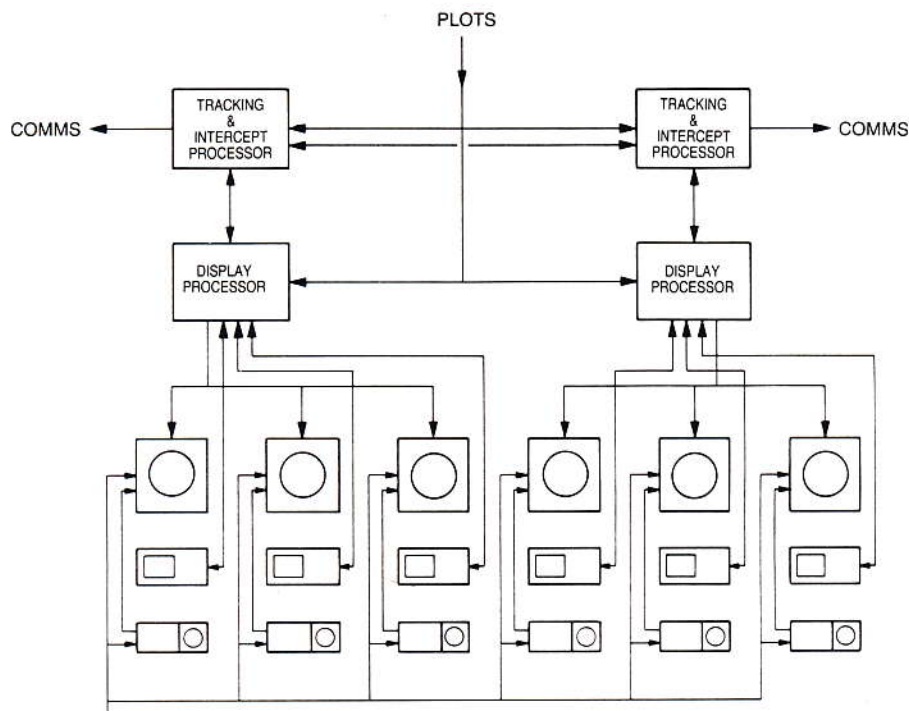 PLOTS
COMMS
TRACKING
&
INTERCEPT
PROCESSOR
TRACKING
&
INTERCEPT
PROCESSOR
COMMS
DISPLAY
PROCESSOR
DISPLAY
PROCESSOR